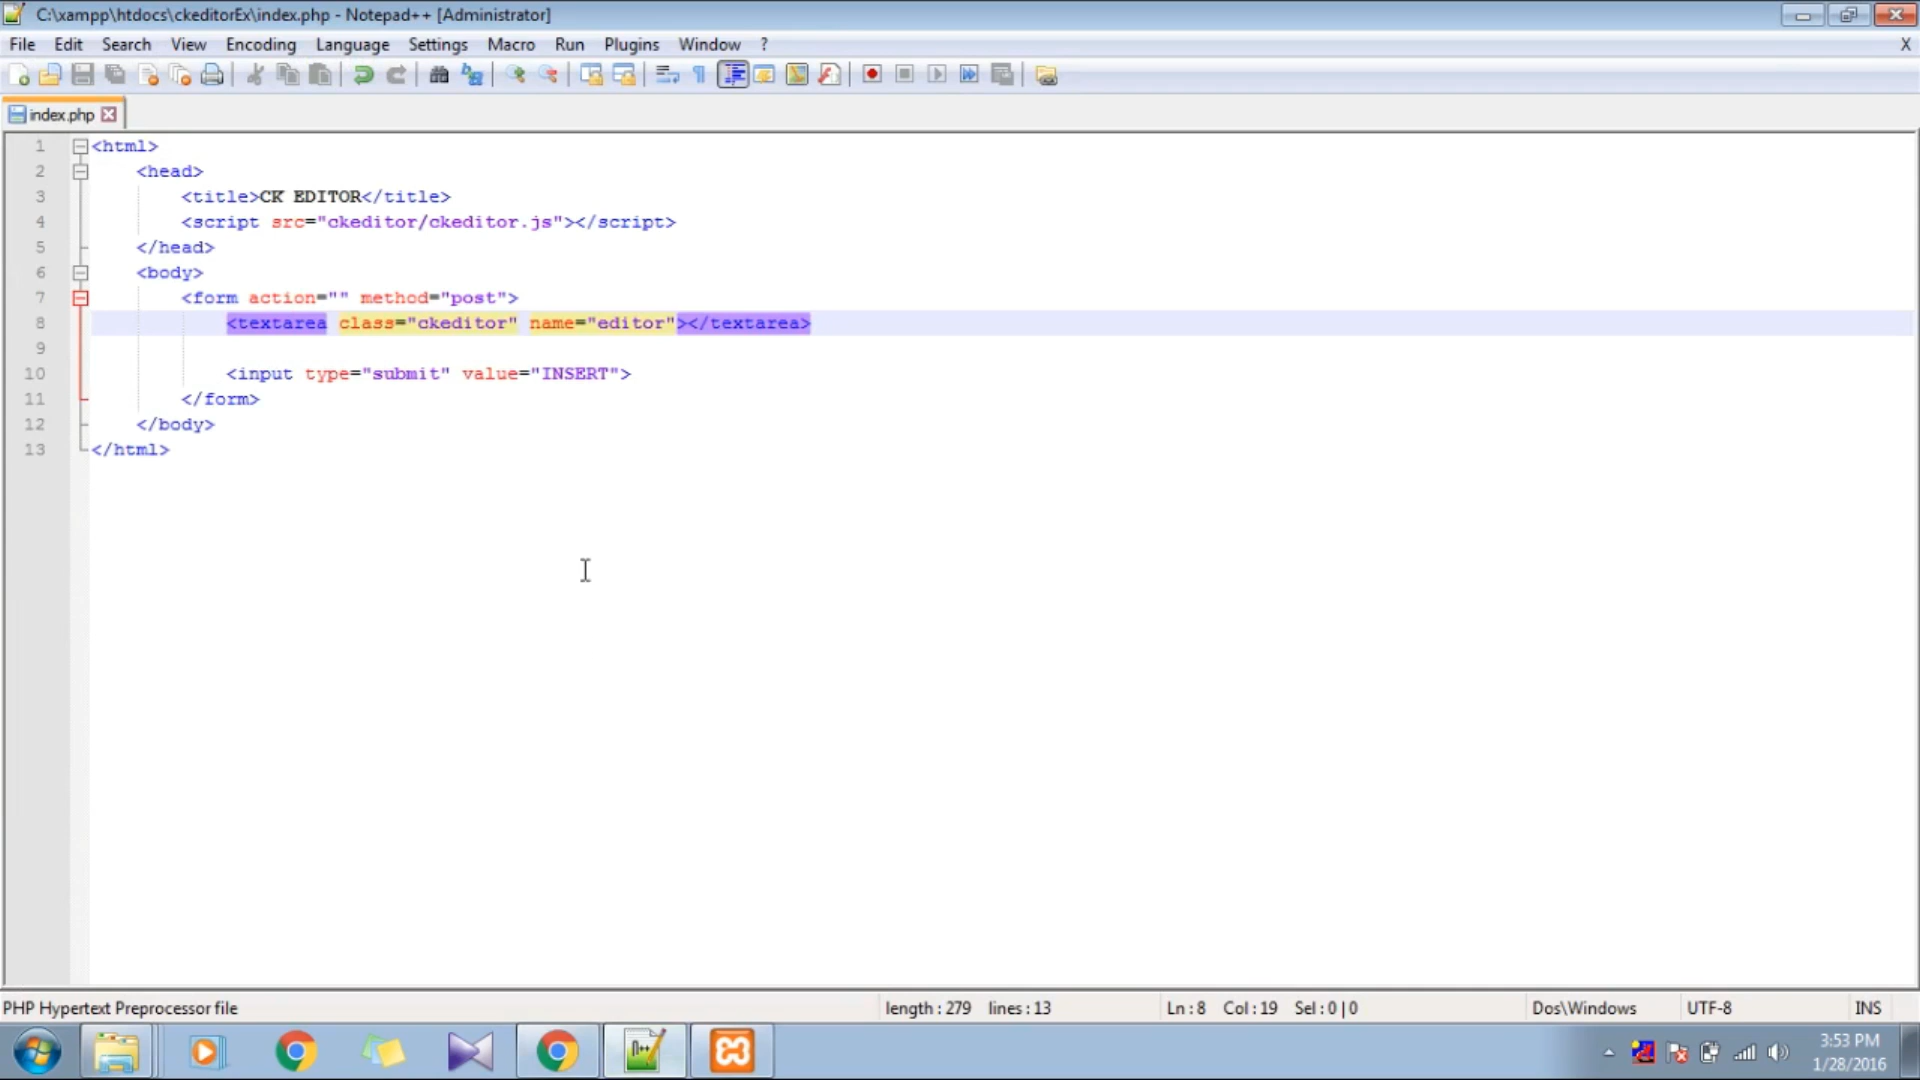 C:\xampp\htdocs\ckeditorEx\index.php - Notepad++ [Administrator]
File Edit Search View Encoding Language Settings Macro Run Plugins Window ? X
index.php
1 <html>
2 <head>
3 <title>CK EDITOR</title>
4 <script src="ckeditor/ckeditor.js"></script>
5 </head>
6 <body>
7 <form action="" method="post">
8 <textarea class="ckeditor" name="editor"></textarea>
9
10 <input type="submit" value="INSERT">
11 </form>
12 </body>
13 </html>
PHP Hypertext Preprocessor file length : 279 lines : 13 Ln : 8 Col : 19 Sel : 0 | 0 Dos\Windows UTF-8 INS
3:53 PM
1/28/2016